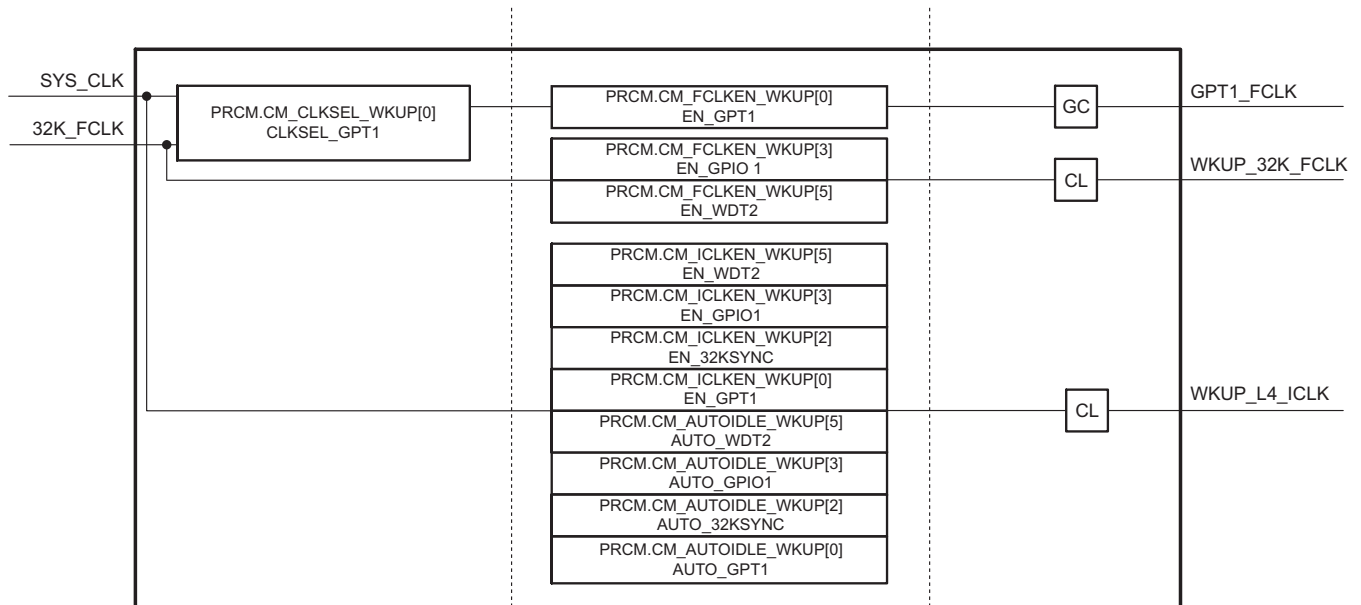 SYS_CLK
32K_FCLK
PRCM.CM_CLKSEL_WKUP[0]
CLKSEL_GPT1
PRCM.CM_FCLKEN_WKUP[0]
EN_GPT1
GC
GPT1_FCLK
PRCM.CM_FCLKEN_WKUP[3]
EN_GPIO 1
PRCM.CM_FCLKEN_WKUP[5]
EN_WDT2
CL
WKUP_32K_FCLK
PRCM.CM_ICLKEN_WKUP[5]
EN_WDT2
PRCM.CM_ICLKEN_WKUP[3]
EN_GPIO1
PRCM.CM_ICLKEN_WKUP[2]
EN_32KSYNC
PRCM.CM_ICLKEN_WKUP[0]
EN_GPT1
PRCM.CM_AUTOIDLE_WKUP[5]
AUTO_WDT2
PRCM.CM_AUTOIDLE_WKUP[3]
AUTO_GPIO1
PRCM.CM_AUTOIDLE_WKUP[2]
AUTO_32KSYNC
PRCM.CM_AUTOIDLE_WKUP[0]
AUTO_GPT1
CL
WKUP_L4_ICLK